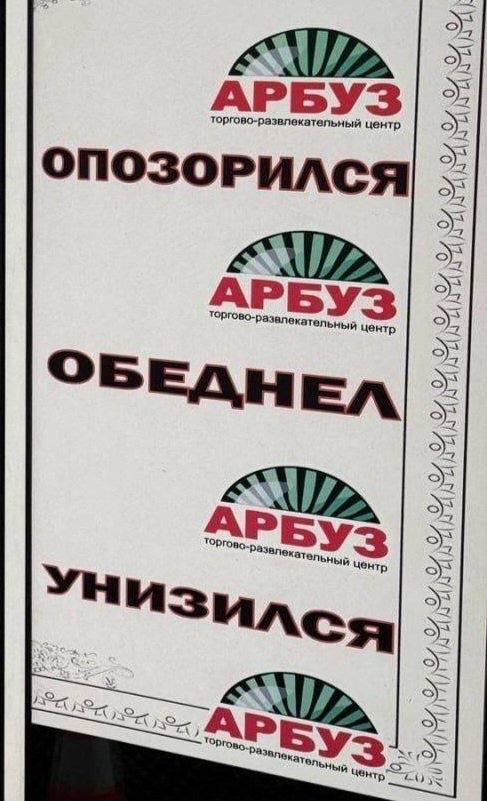 АРБУЗ
торгово-развлекательный центр
ОПОЗОРИЛСЯ
АРБУЗ
торгово-развлекательный центр
ОБЕДНЕЛ
АРБУЗ
торгово-развлекательный центр
УНИЗИЛСЯ
АРБУЗ
торгово-развлекательный центр